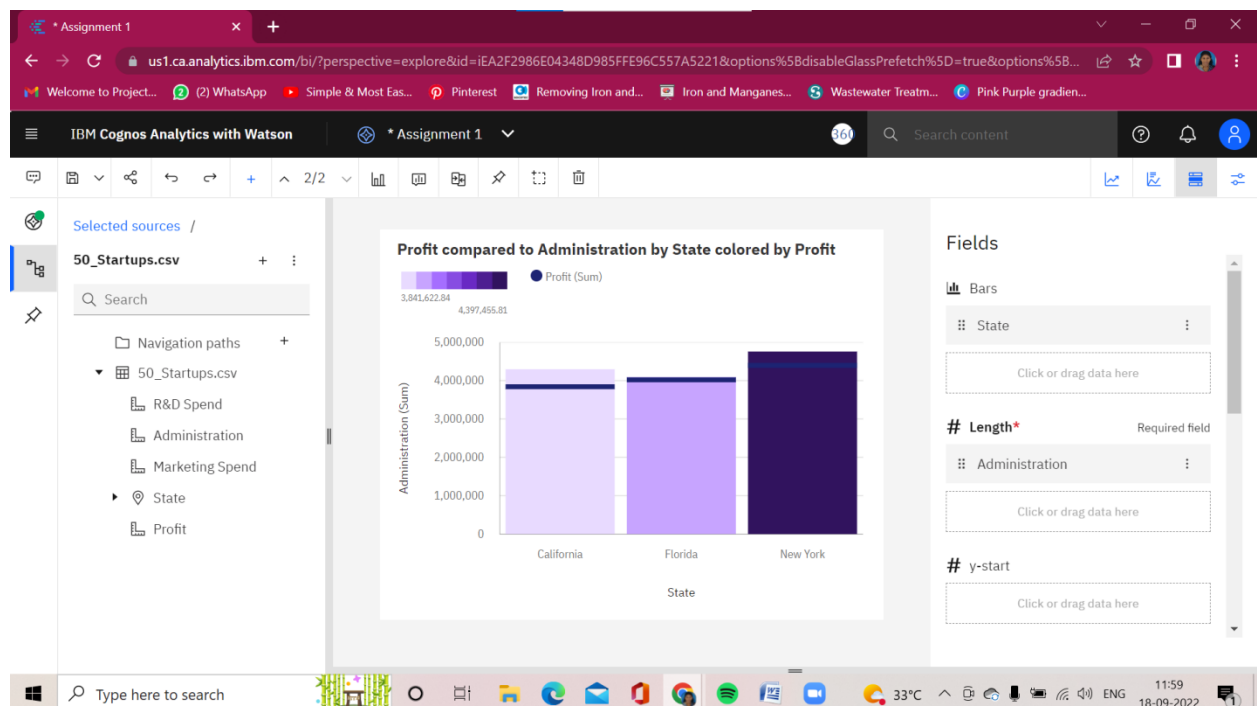 * Assignment 1
us1.ca.analytics.ibm.com/bi/?perspective=explore&id=iEA2F2986E04348D985FFE96C557A5221&options%5BdisableGlassPrefetch%5D=true&options%5B...
Welcome to Project... (2) WhatsApp Simple & Most Eas... Pinterest Removing Iron and... Iron and Manganes... Wastewater Treatm... Pink Purple gradien...
IBM Cognos Analytics with Watson * Assignment 1 360 Search content
2/2
Selected sources /
50_Startups.csv
Search
Navigation paths
50_Startups.csv
R&D Spend
Administration
Marketing Spend
State
Profit
Profit compared to Administration by State colored by Profit
Profit (Sum)
3,841,622.84
4,397,455.81
Administration (Sum)
5,000,000
4,000,000
3,000,000
2,000,000
1,000,000
0
California Florida New York
State
Fields
Bars
State
Click or drag data here
# Length* Required field
Administration
Click or drag data here
# y-start
Click or drag data here
Type here to search 33°C ENG 11:59
18-09-2022
1